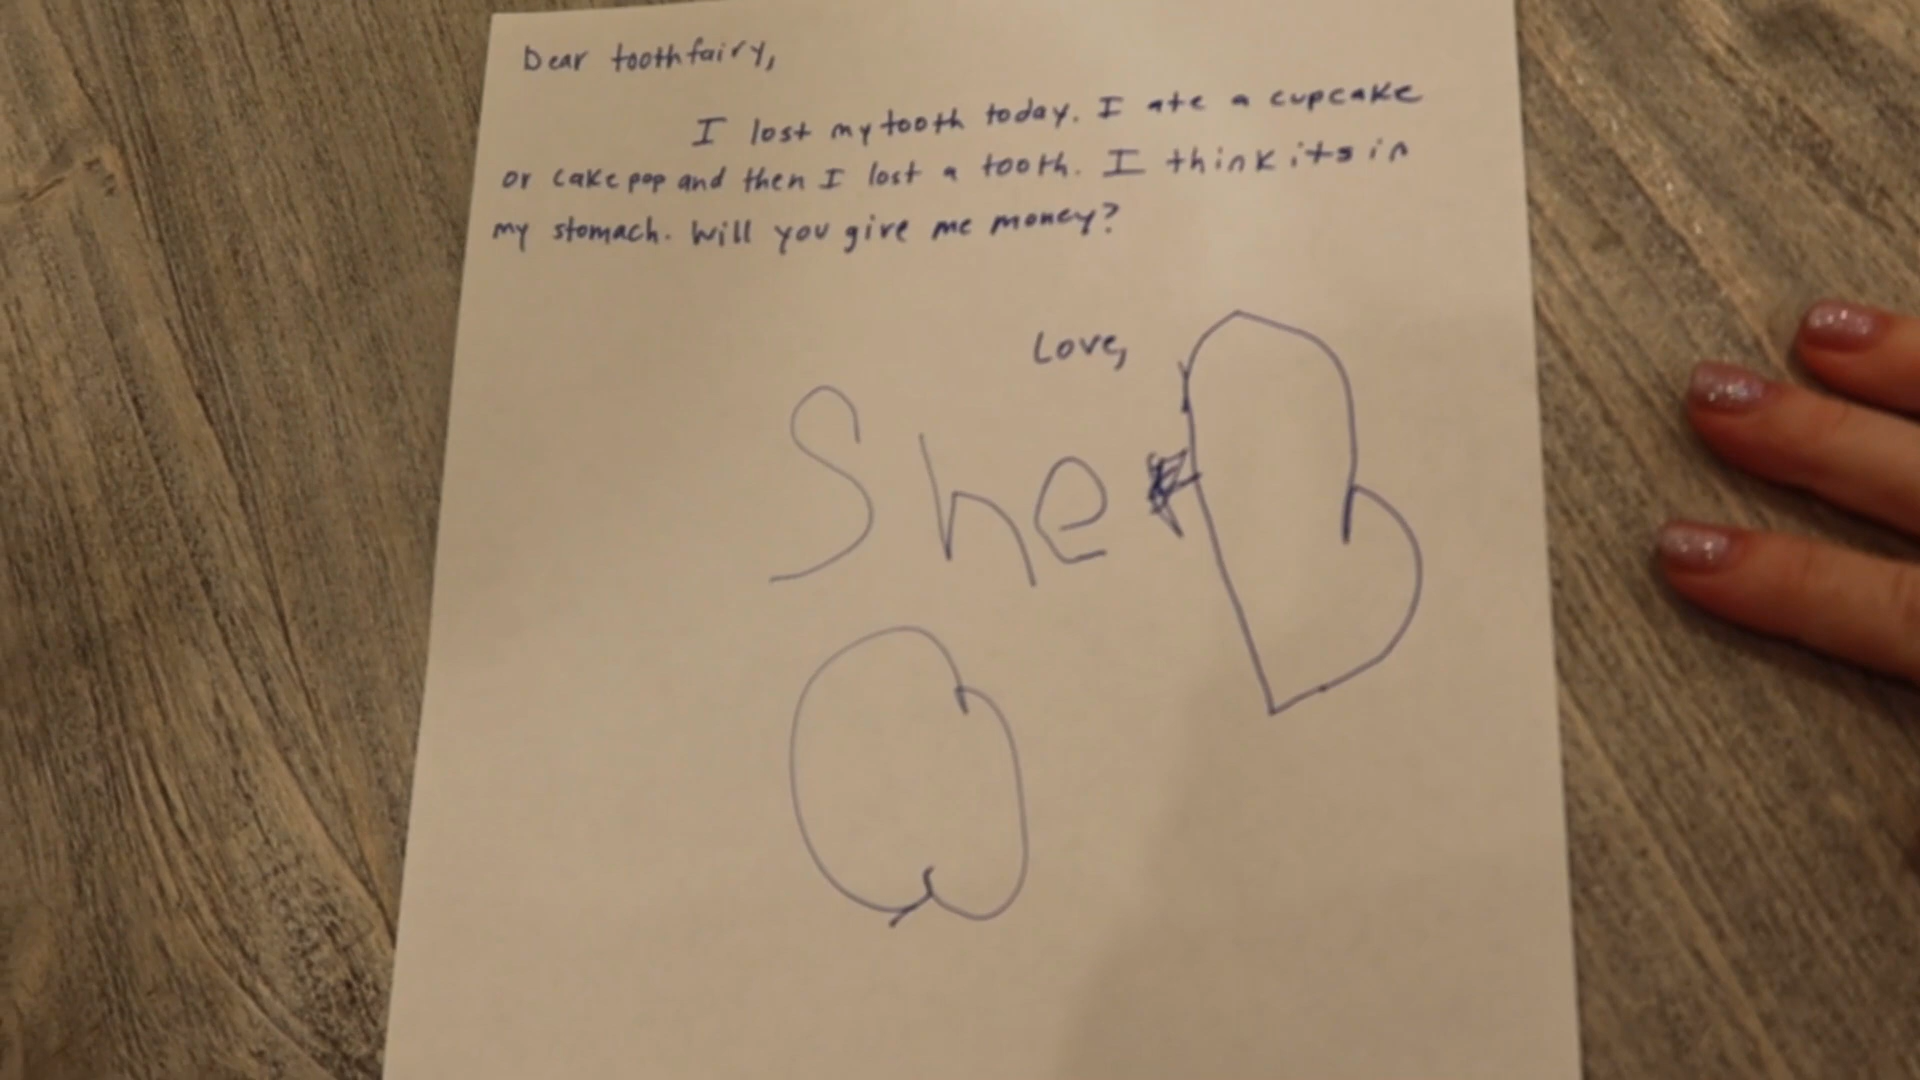 Dear toothfairy,
I lost my tooth today. I ate a cupcake
or cake pop and then I lost a tooth. I think its in
my stomach. Will you give me money?
Love,
She